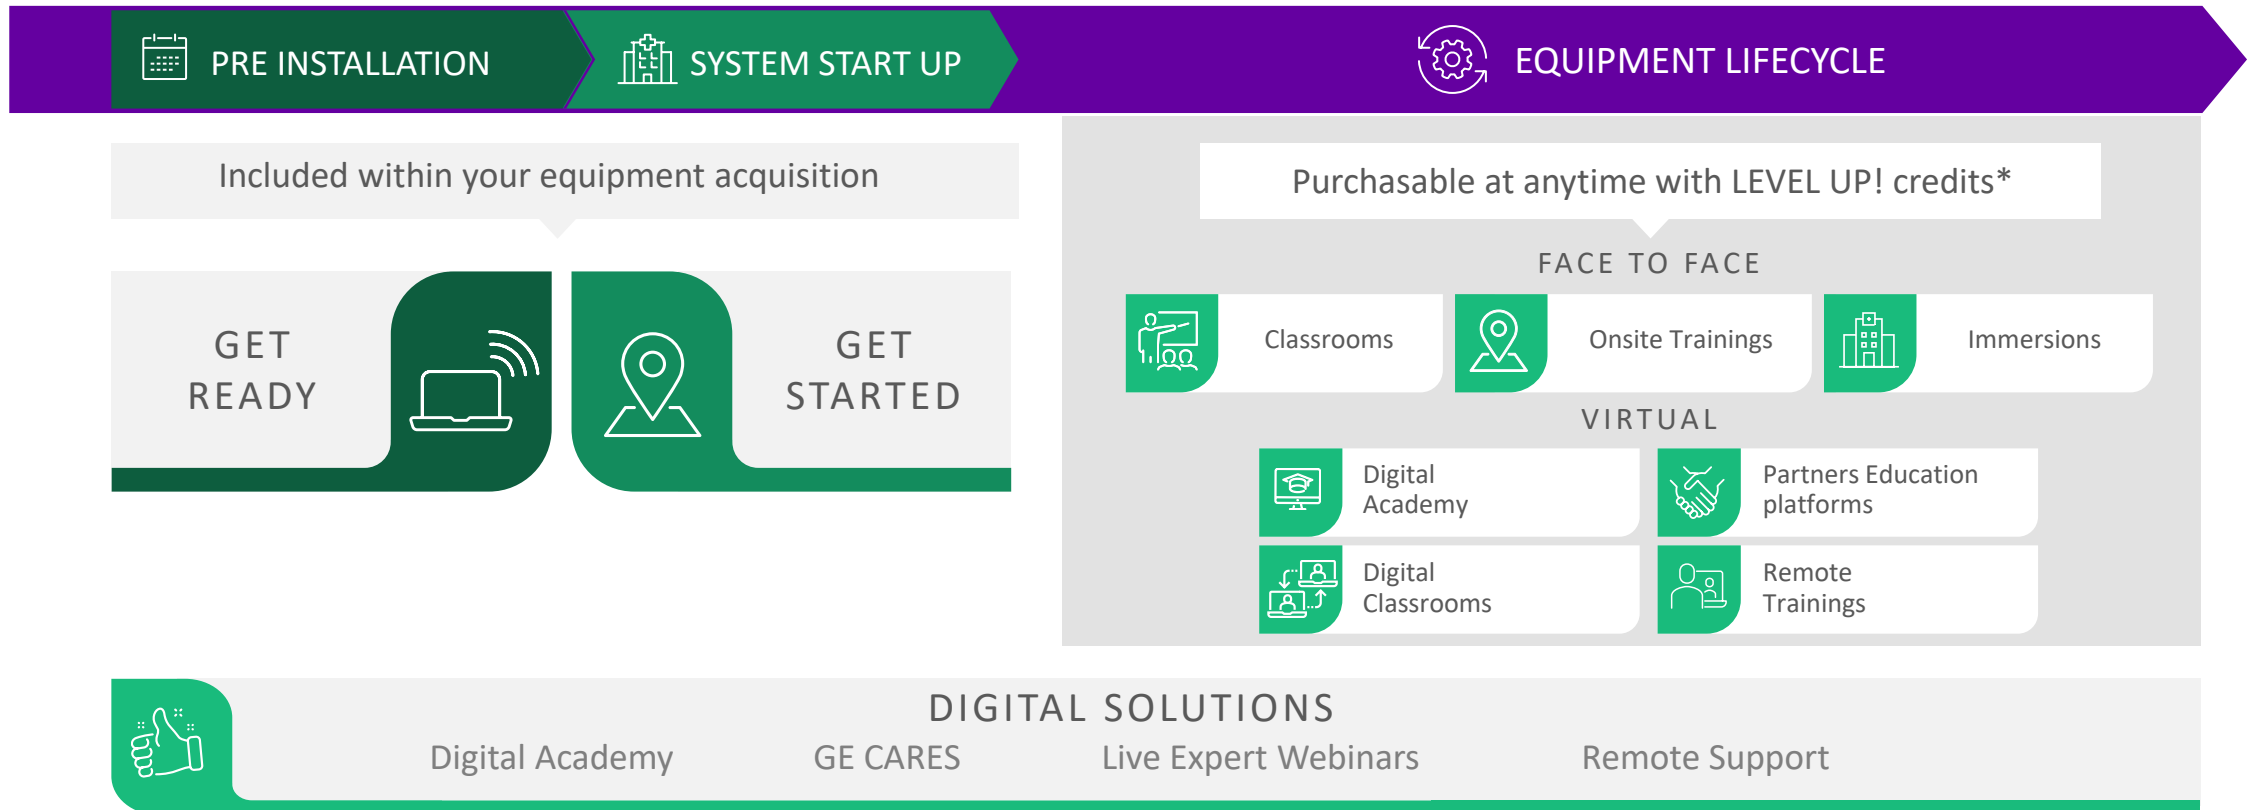 PRE INSTALLATION
SYSTEM START UP
EQUIPMENT LIFECYCLE
Included within your equipment acquisition
GET
READY
GET
STARTED
Purchasable at anytime with LEVEL UP! credits*
FACE TO FACE
Classrooms
Onsite Trainings
Immersions
VIRTUAL
Digital
Academy
Partners Education
platforms
Digital
Classrooms
Remote
Trainings
DIGITAL SOLUTIONS
Digital Academy
GE CARES
Live Expert Webinars
Remote Support